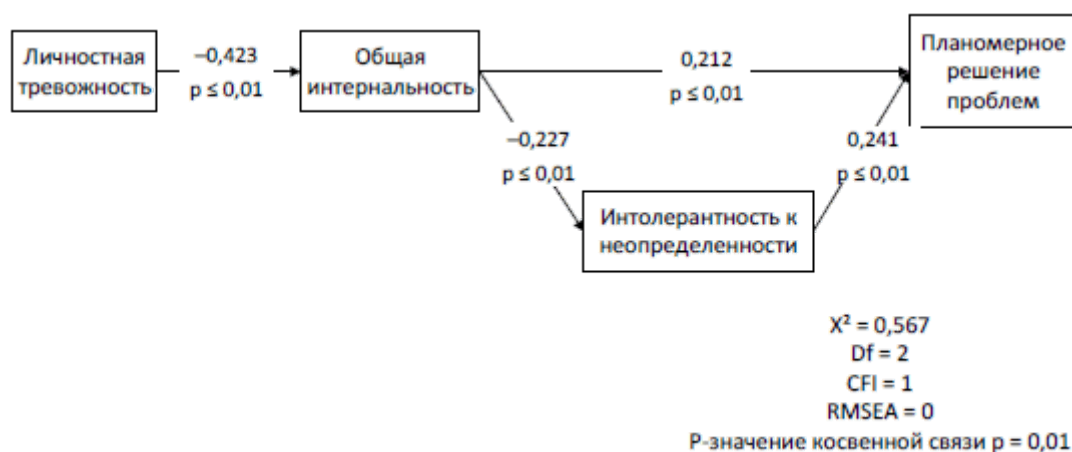 Личностная
тревожность
–0,423
p ≤ 0,01
Общая
интернальность
0,212
p ≤ 0,01
Планомерное
решение
проблем
–0,227
p ≤ 0,01
0,241
p ≤ 0,01
Интолерантность к
неопределенности
X² = 0,567
Df = 2
CFI = 1
RMSEA = 0
P-значение косвенной связи p = 0,01